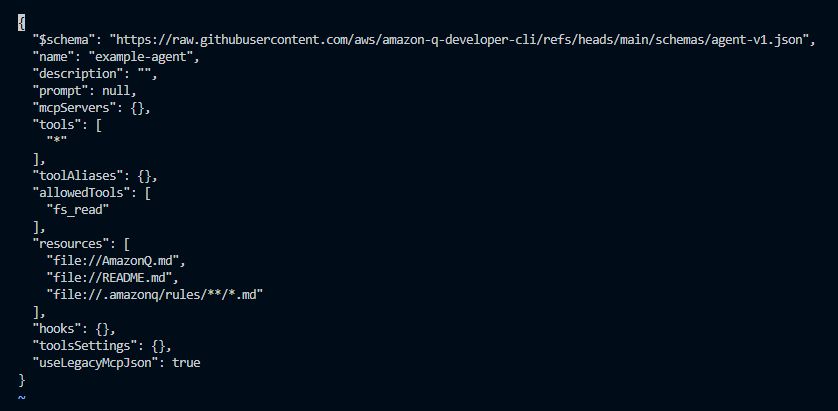 {
  "$schema": "https://raw.githubusercontent.com/aws/amazon-q-developer-cli/refs/heads/main/schemas/agent-v1.json",
  "name": "example-agent",
  "description": "",
  "prompt": null,
  "mcpServers": {},
  "tools": [
    "*"
  ],
  "toolAliases": {},
  "allowedTools": [
    "fs_read"
  ],
  "resources": [
    "file://AmazonQ.md",
    "file://README.md",
    "file://.amazonq/rules/**/*.md"
  ],
  "hooks": {},
  "toolsSettings": {},
  "useLegacyMcpJson": true
}
~